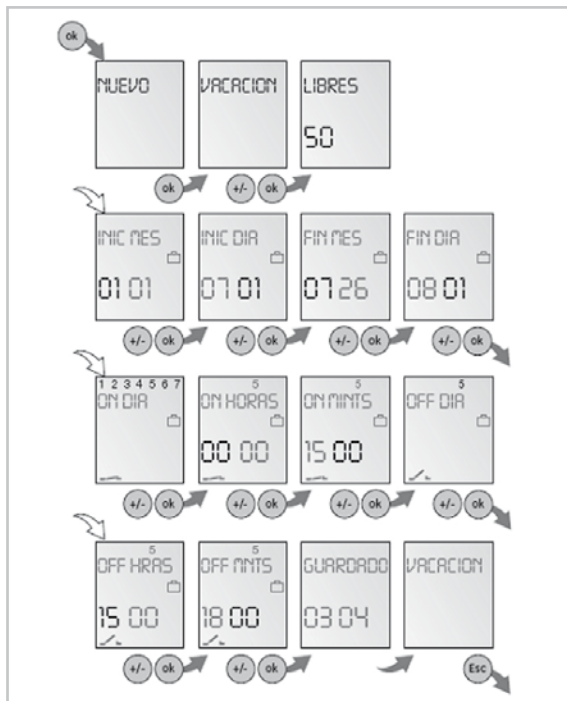 ok
NUEVO VACACION LIBRES
50
ok +/- ok
INIC MES INIC DIA FIN MES FIN DIA
01 01 07 01 07 26 08 01
+/- ok +/- ok +/- ok +/- ok
1 2 3 4 5 6 7 5 5 5
ON DIA ON HORAS ON MINTS OFF DIA
00 00 15 00
+/- ok +/- ok +/- ok +/- ok
5 5
OFF HRAS OFF MNTS GUARDADO VACACION
15 00 18 00 03 04
+/- ok +/- ok Esc